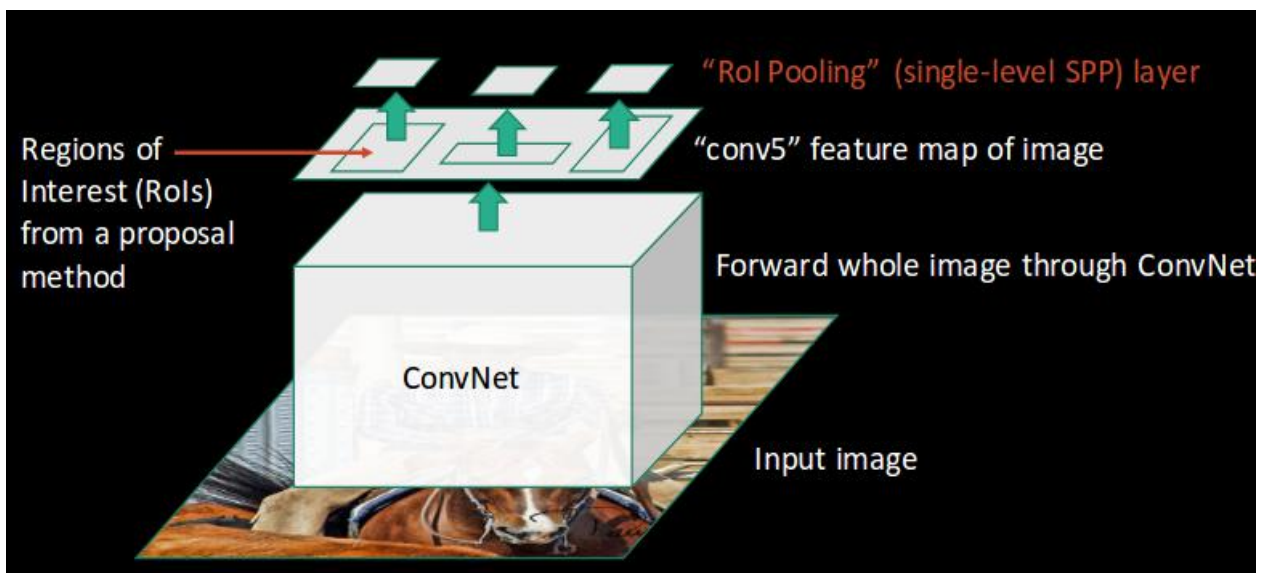 “RoI Pooling” (single-level SPP) layer
“conv5” feature map of image
Regions of
Interest (RoIs)
from a proposal
method
Forward whole image through ConvNet
ConvNet
Input image